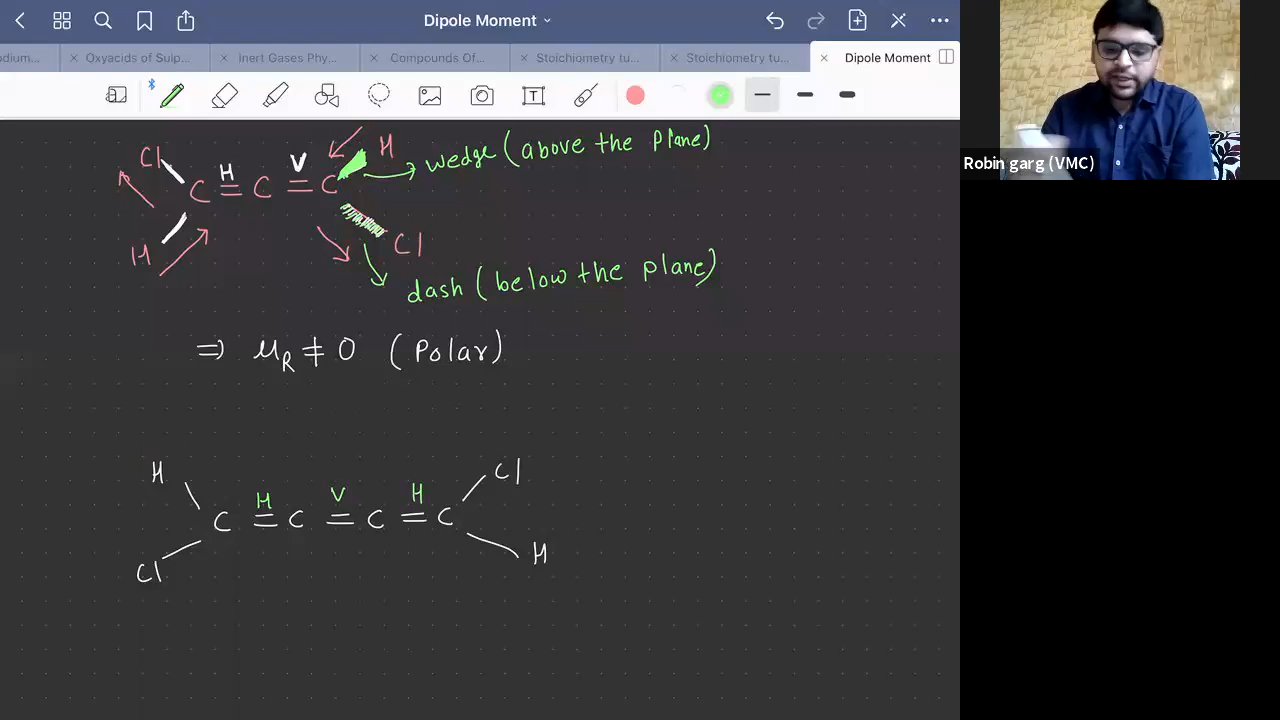 Dipole Moment
odium...
Oxyacids of Sulp...
Inert Gases Phy...
Compounds Of...
Stoichiometry tu...
Stoichiometry tu...
Dipole Moment
T
Robin garg (VMC)
Cl H V H
C = C = C → wedge (above the plane)
H Cl
dash (below the plane)
⇒ μR ≠ 0 (Polar)
H Cl
H V H
C = C = C = C
Cl H